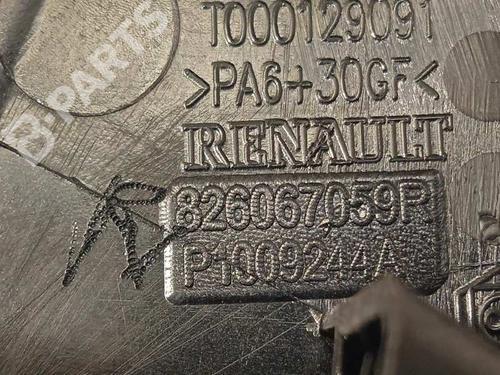 T000129091
>PA6+30GF<
RENAULT
826067059R
P1009244A
B-PARTS